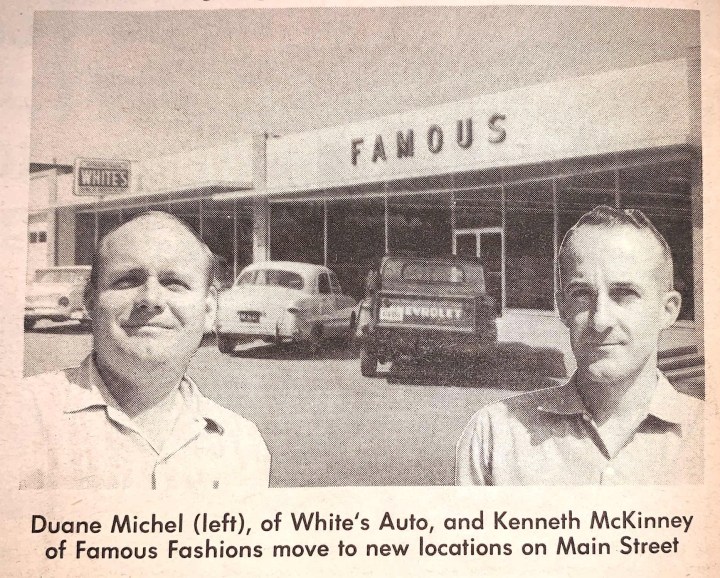 FAMOUS
WHITE'S
CHEVROLET
Duane Michel (left), of White's Auto, and Kenneth McKinney
of Famous Fashions move to new locations on Main Street